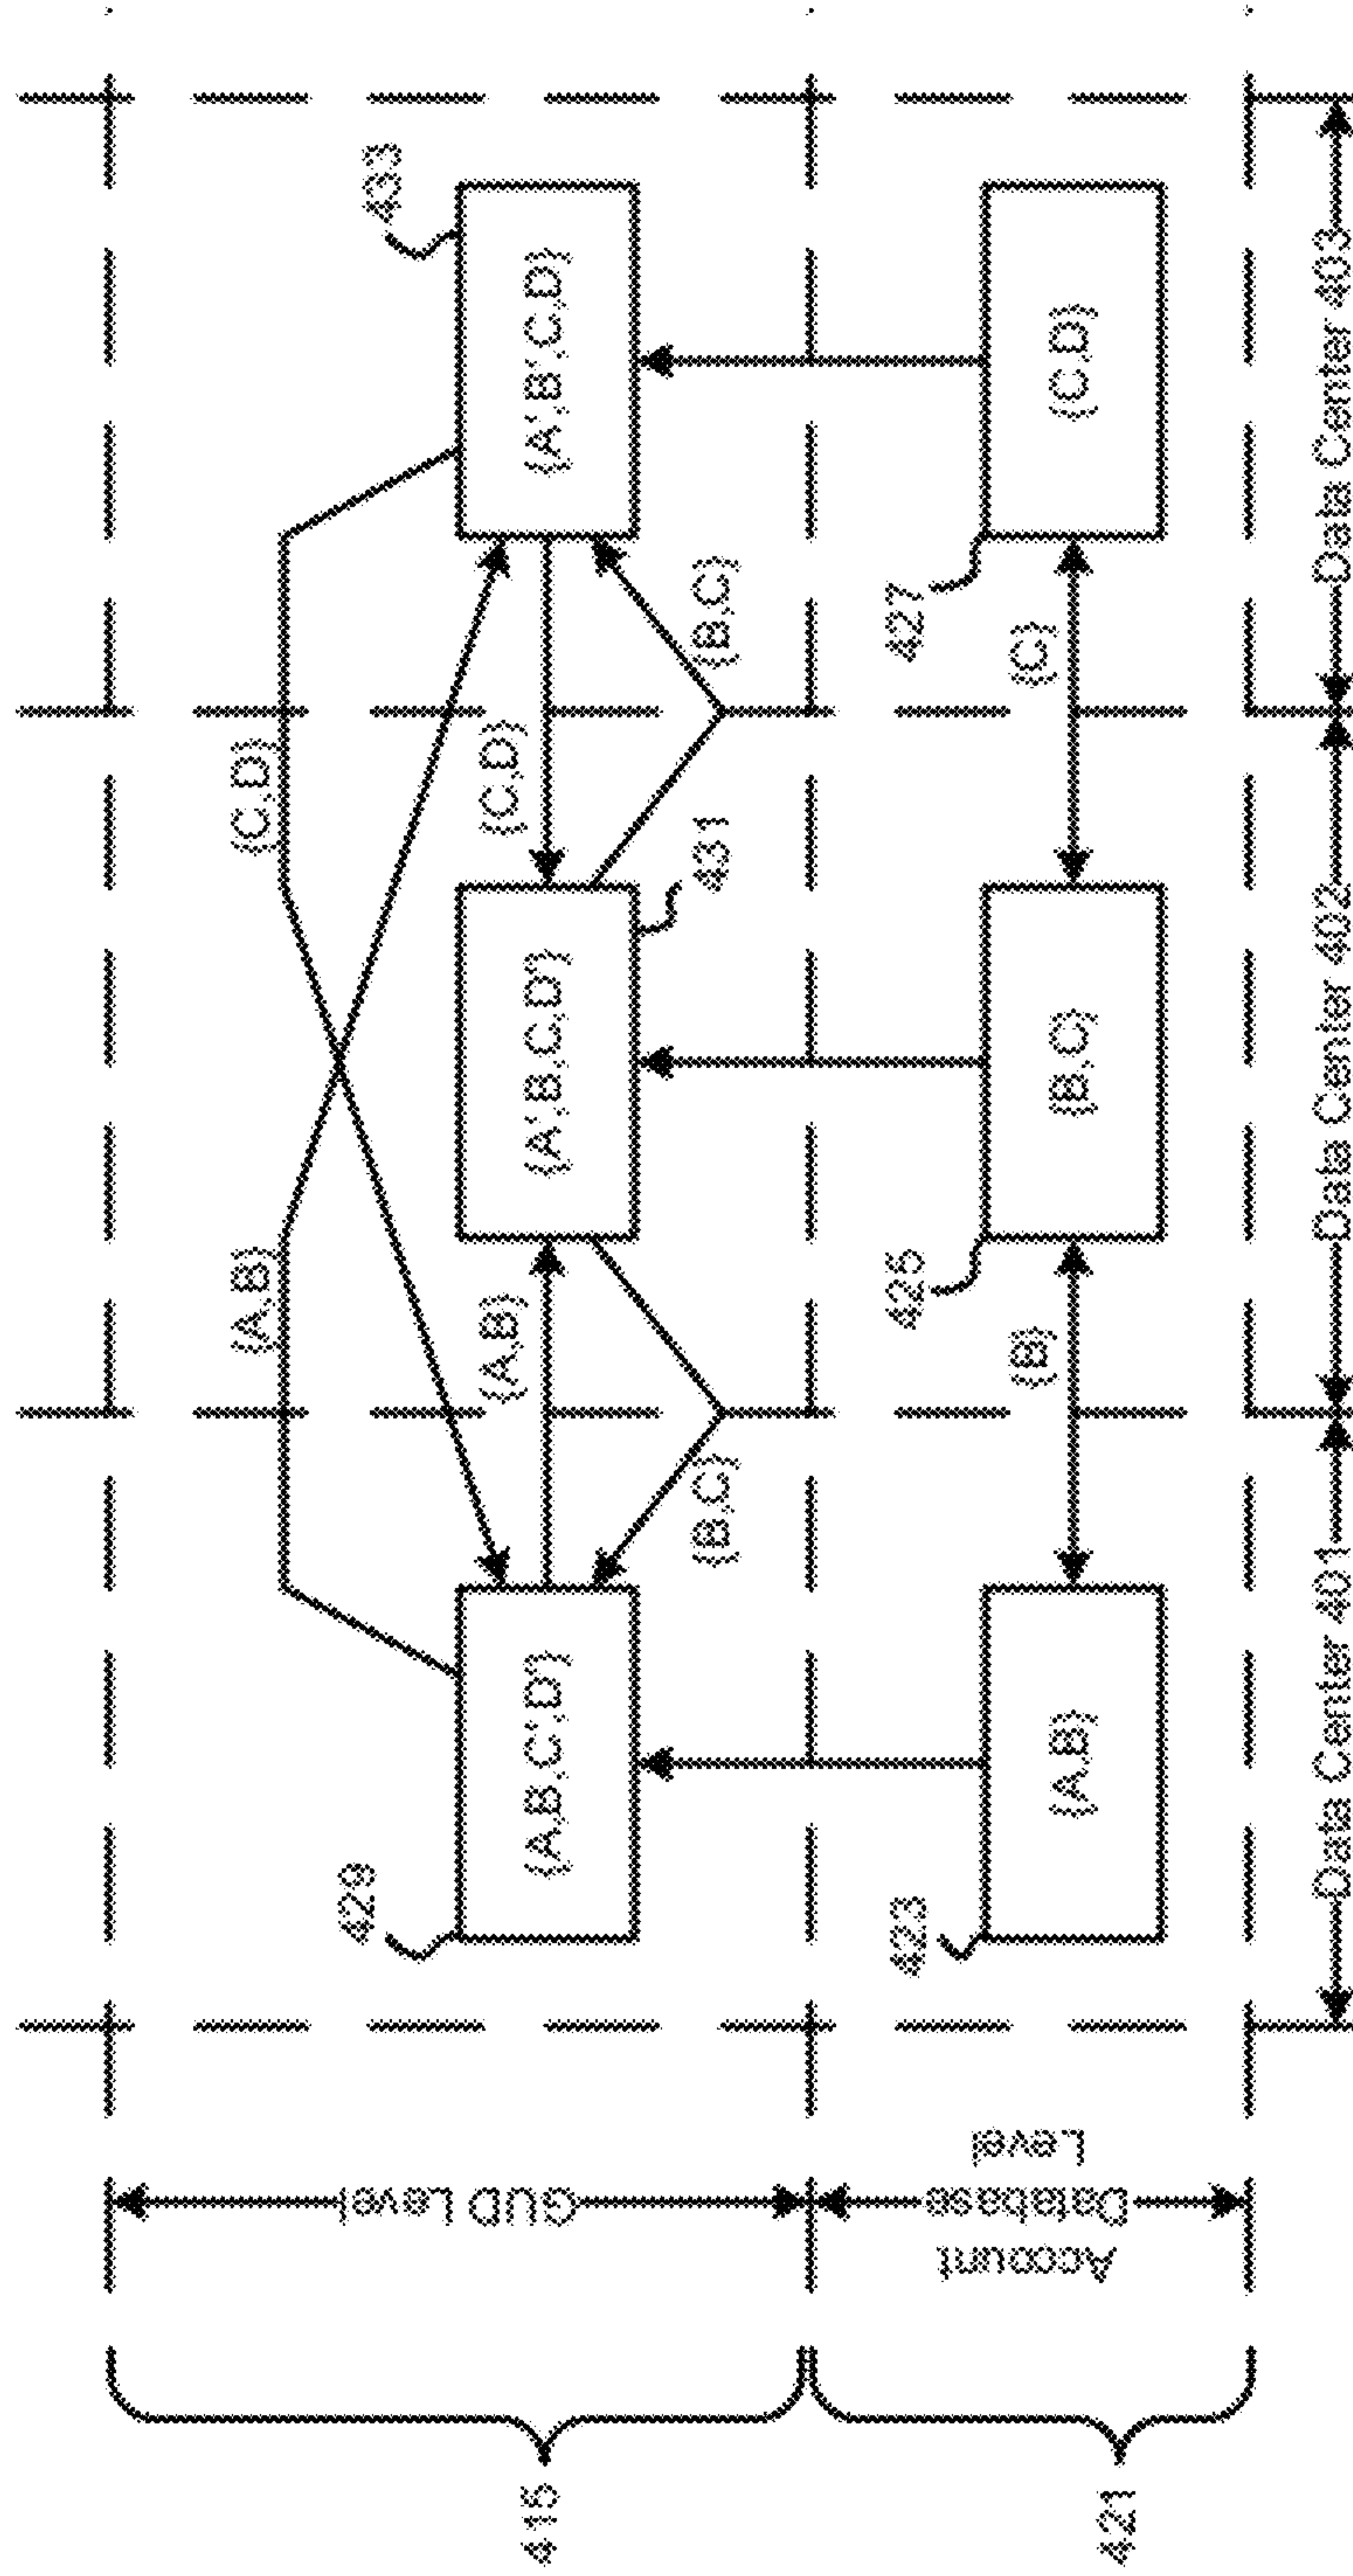 415
GUD Level
(A,B)
(C,D)
429
433
(A,B,C',D')
(A,B)
(A',B,C,D')
(C,D)
(A',B',C,D)
(B,C)
431
(B,C)
421
Account
Database
Level
423
425
427
(A,B)
(B)
(B,C)
(C)
(C,D)
Data Center 401
Data Center 402
Data Center 403